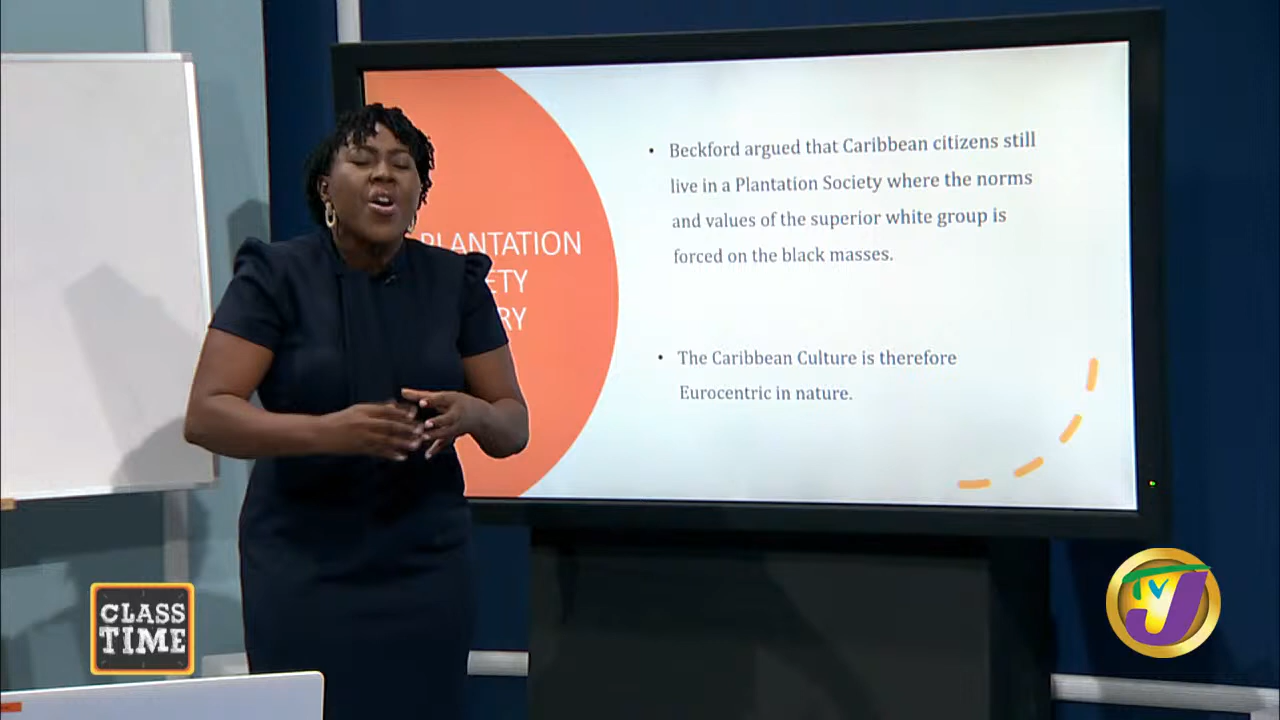 PLANTATION
• Beckford argued that Caribbean citizens still
live in a Plantation Society where the norms
and values of the superior white group is
forced on the black masses.
• The Caribbean Culture is therefore
Eurocentric in nature.
CLASS
TIME
TVJ